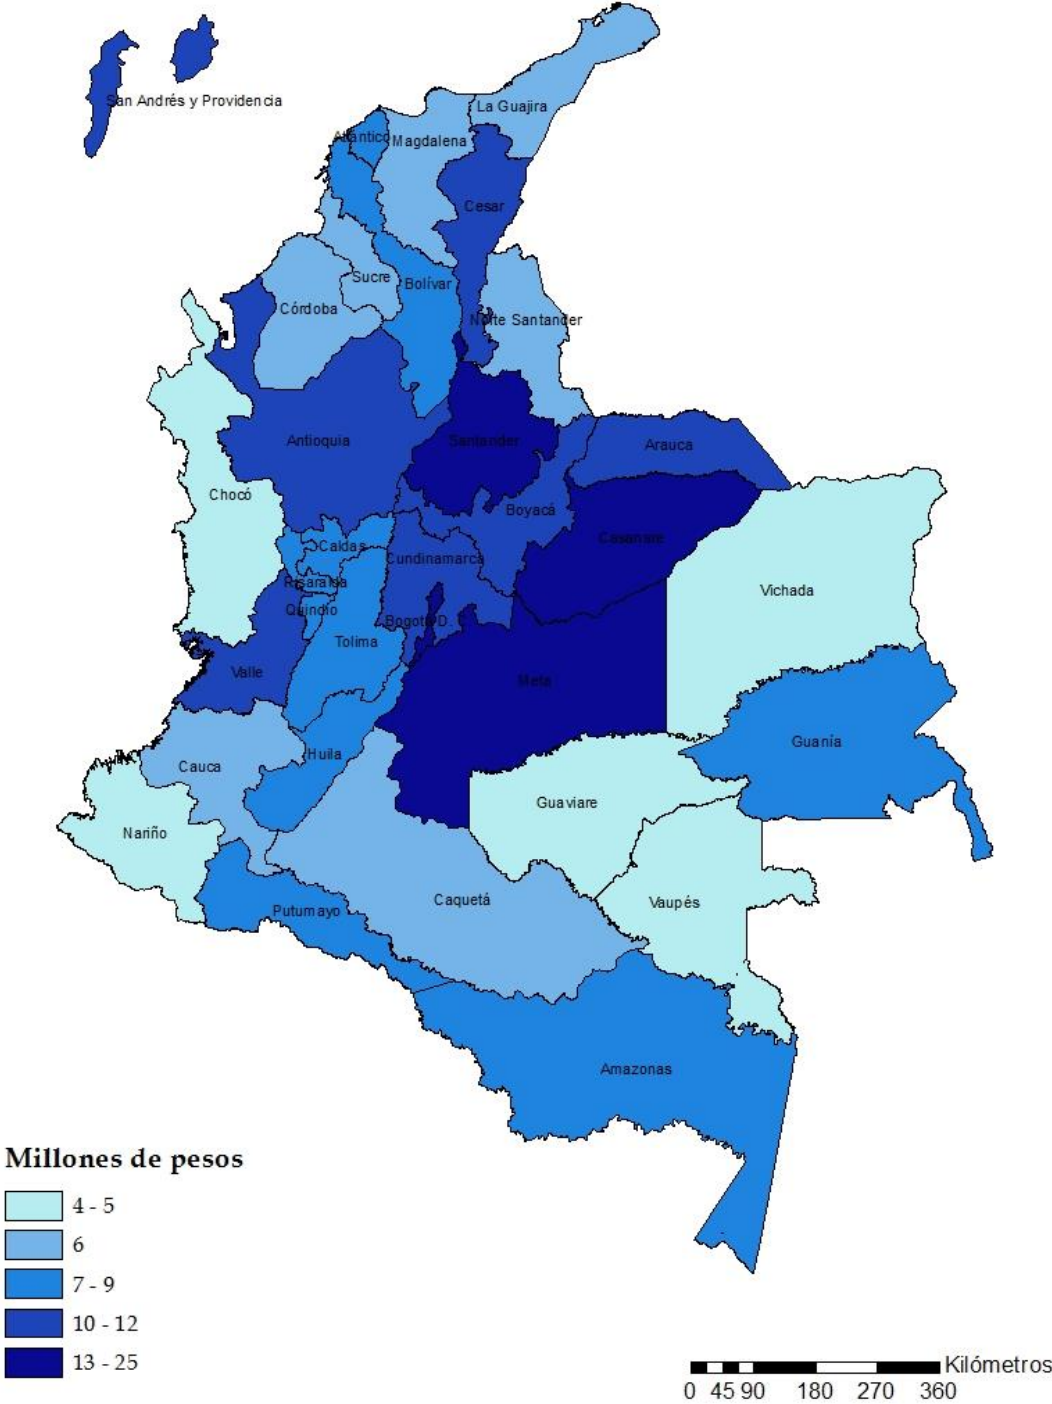 San Andrés y Providencia
La Guajira
Atlántico
Magdalena
Cesar
Sucre
Bolívar
Córdoba
Norte Santander
Antioquia
Santander
Arauca
Chocó
Boyacá
Casanare
Caldas
Cundinamarca
Risaralda
Vichada
Quindío
Bogotá D. C.
Tolima
Valle
Meta
Guanía
Huila
Cauca
Guaviare
Nariño
Caquetá
Vaupés
Putumayo
Amazonas
Millones de pesos
4 - 5
6
7 - 9
10 - 12
13 - 25
Kilómetros
0 45 90 180 270 360